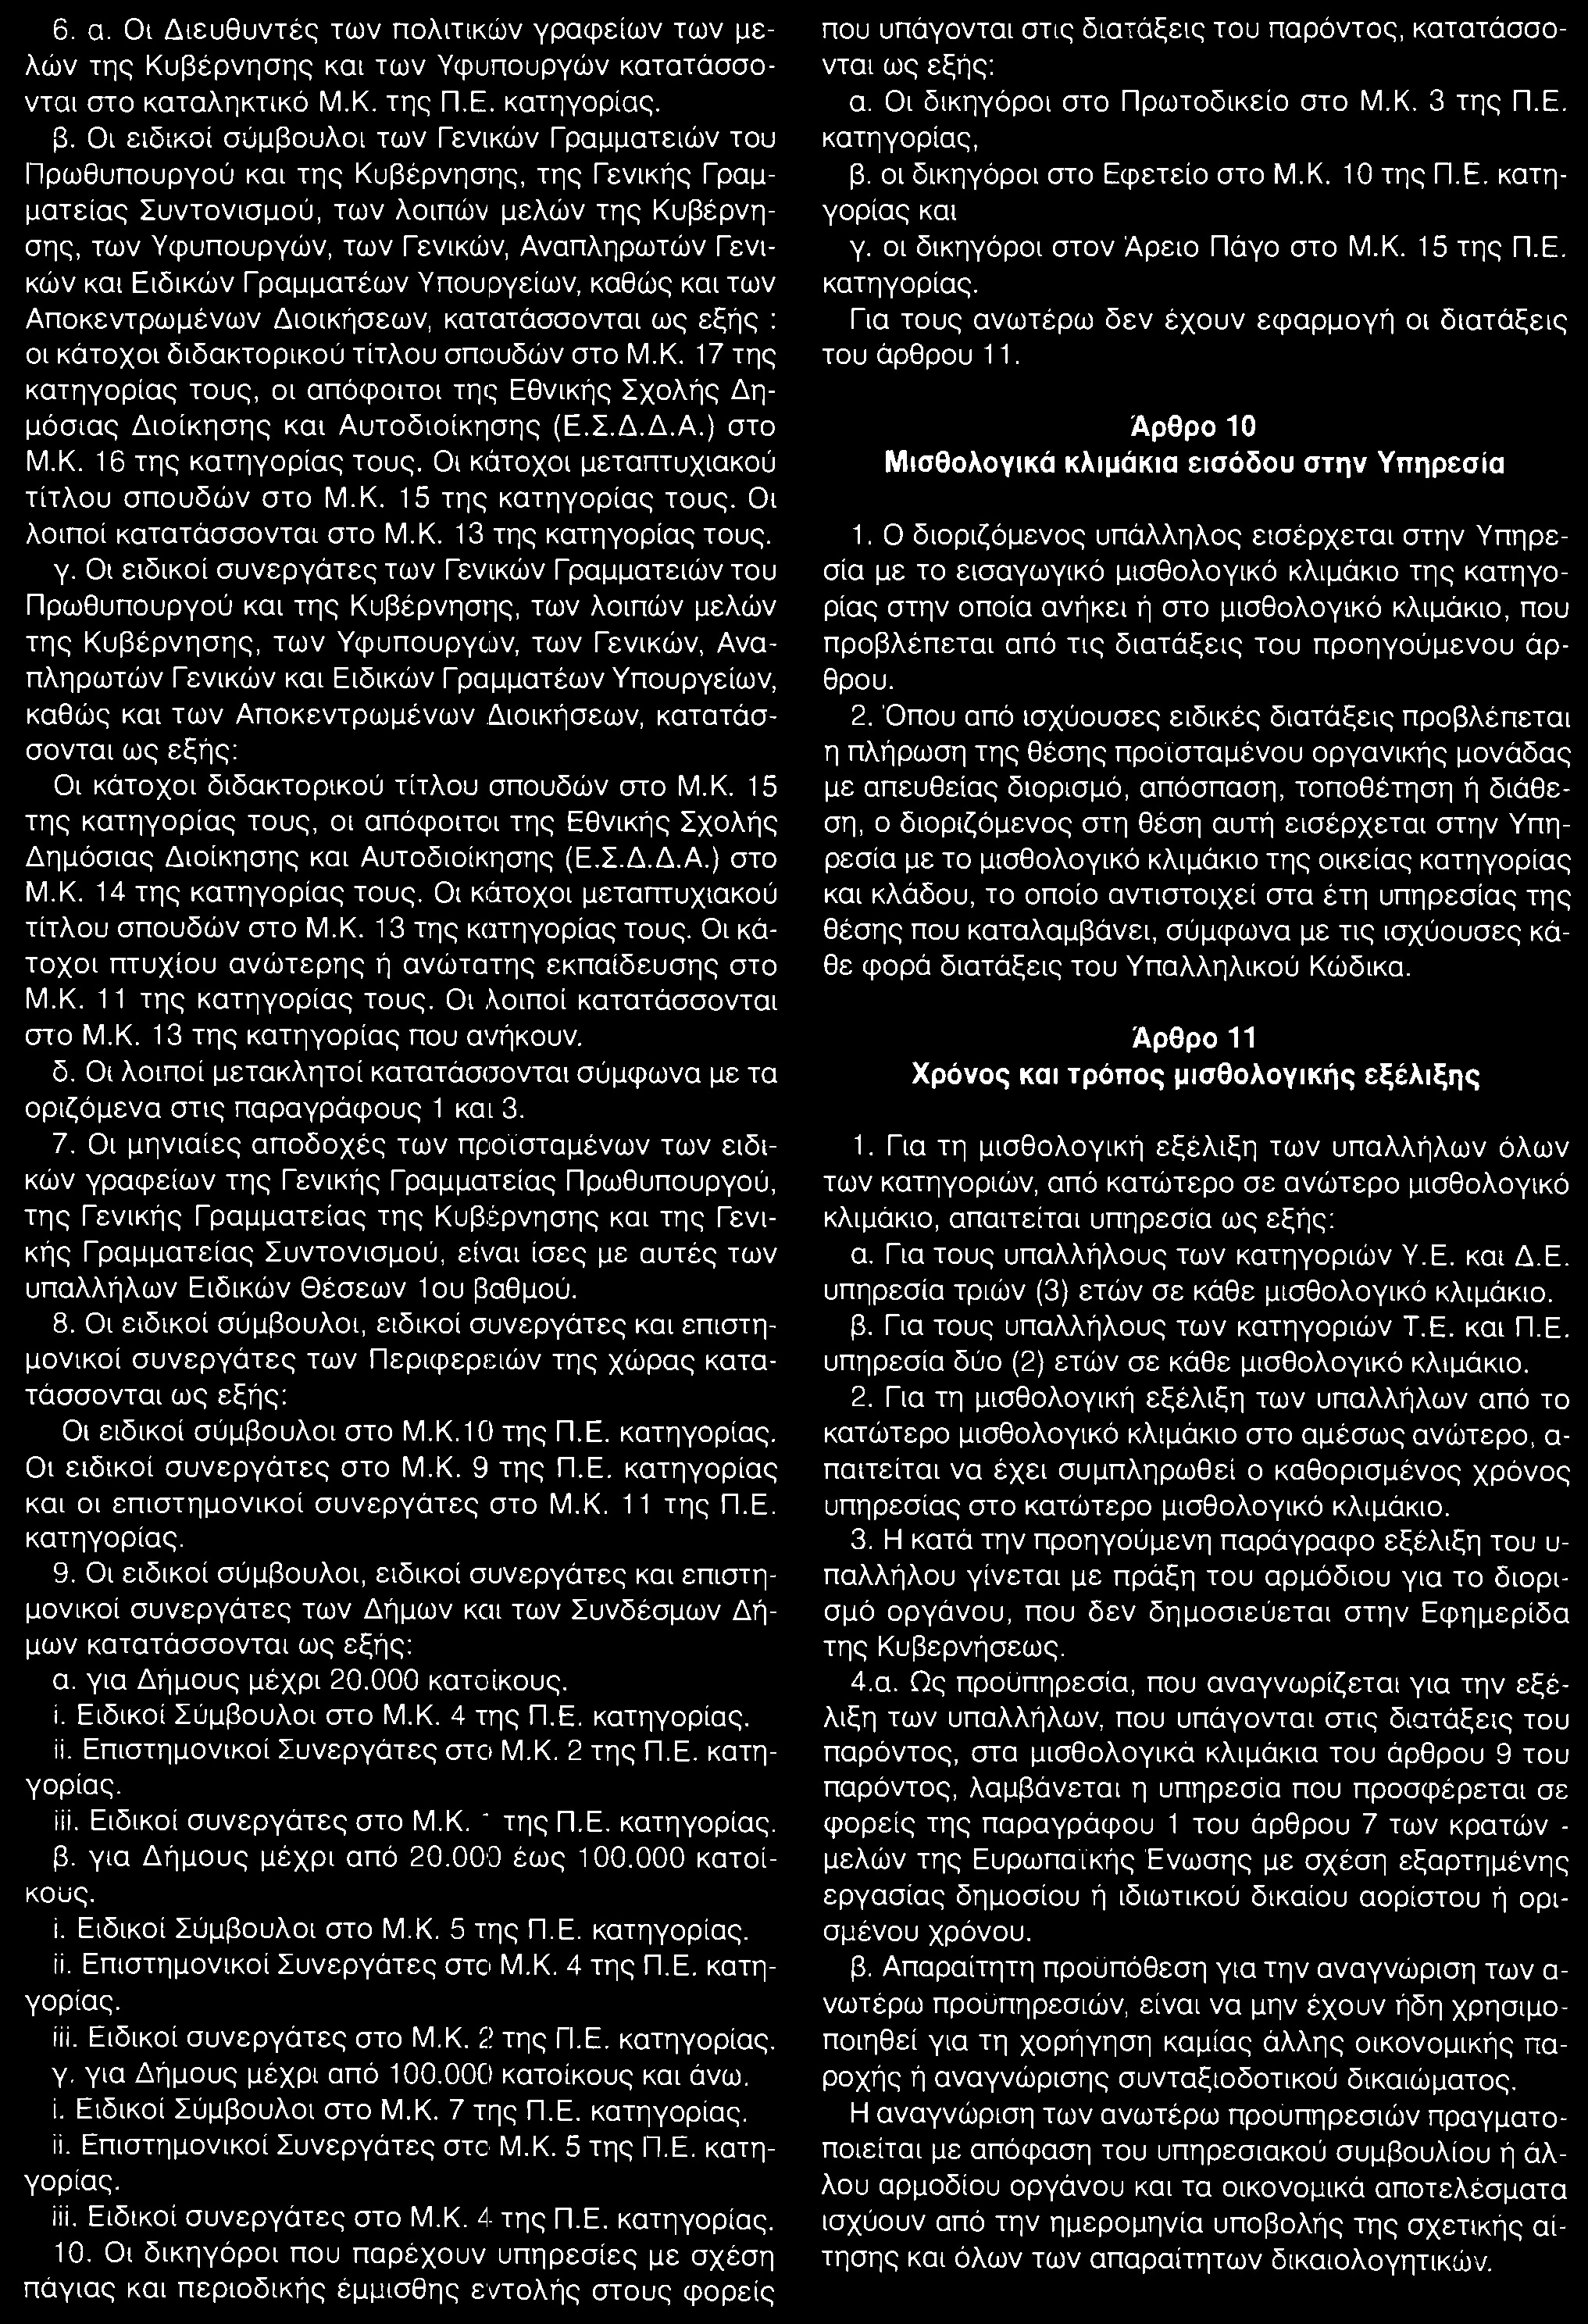 6. α. Οι Διευθυντές των πολιτικών γραφείων των με-
λών της Κυβέρνησης και των Υφυπουργών κατατάσσο-
νται στο καταληκτικό Μ.Κ. της Π.Ε. κατηγορίας.
β. Οι ειδικοί σύμβουλοι των Γενικών Γραμματειών του
Πρωθυπουργού και της Κυβέρνησης, της Γενικής Γραμ-
ματείας Συντονισμού, των λοιπών μελών της Κυβέρνη-
σης, των Υφυπουργών, των Γενικών, Αναπληρωτών Γενι-
κών και Ειδικών Γραμματέων Υπουργείων, καθώς και των
Αποκεντρωμένων Διοικήσεων, κατατάσσονται ως εξής :
οι κάτοχοι διδακτορικού τίτλου σπουδών στο Μ.Κ. 17 της
κατηγορίας τους, οι απόφοιτοι της Εθνικής Σχολής Δη-
μόσιας Διοίκησης και Αυτοδιοίκησης (Ε.Σ.Δ.Δ.Α.) στο
Μ.Κ. 16 της κατηγορίας τους. Οι κάτοχοι μεταπτυχιακού
τίτλου σπουδών στο Μ.Κ. 15 της κατηγορίας τους. Οι
λοιποί κατατάσσονται στο Μ.Κ. 13 της κατηγορίας τους.
γ. Οι ειδικοί συνεργάτες των Γενικών Γραμματειών του
Πρωθυπουργού και της Κυβέρνησης, των λοιπών μελών
της Κυβέρνησης, των Υφυπουργών, των Γενικών, Ανα-
πληρωτών Γενικών και Ειδικών Γραμματέων Υπουργείων,
καθώς και των Αποκεντρωμένων Διοικήσεων, κατατάσ-
σονται ως εξής:
Οι κάτοχοι διδακτορικού τίτλου σπουδών στο Μ.Κ. 15
της κατηγορίας τους, οι απόφοιτοι της Εθνικής Σχολής
Δημόσιας Διοίκησης και Αυτοδιοίκησης (Ε.Σ.Δ.Δ.Α.) στο
Μ.Κ. 14 της κατηγορίας τους. Οι κάτοχοι μεταπτυχιακού
τίτλου σπουδών στο Μ.Κ. 13 της κατηγορίας τους. Οι κά-
τοχοι πτυχίου ανώτερης ή ανώτατης εκπαίδευσης στο
Μ.Κ. 11 της κατηγορίας τους. Οι λοιποί κατατάσσονται
στο Μ.Κ. 13 της κατηγορίας που ανήκουν.
δ. Οι λοιποί μετακλητοί κατατάσσονται σύμφωνα με τα
οριζόμενα στις παραγράφους 1 και 3.
7. Οι μηνιαίες αποδοχές των προϊσταμένων των ειδι-
κών γραφείων της Γενικής Γραμματείας Πρωθυπουργού,
της Γενικής Γραμματείας της Κυβέρνησης και της Γενι-
κής Γραμματείας Συντονισμού, είναι ίσες με αυτές των
υπαλλήλων Ειδικών Θέσεων 1ου βαθμού.
8. Οι ειδικοί σύμβουλοι, ειδικοί συνεργάτες και επιστη-
μονικοί συνεργάτες των Περιφερειών της χώρας κατα-
τάσσονται ως εξής:
Οι ειδικοί σύμβουλοι στο Μ.Κ.10 της Π.Ε. κατηγορίας.
Οι ειδικοί συνεργάτες στο Μ.Κ. 9 της Π.Ε. κατηγορίας
και οι επιστημονικοί συνεργάτες στο Μ.Κ. 11 της Π.Ε.
κατηγορίας.
9. Οι ειδικοί σύμβουλοι, ειδικοί συνεργάτες και επιστη-
μονικοί συνεργάτες των Δήμων και των Συνδέσμων Δή-
μων κατατάσσονται ως εξής:
α. για Δήμους μέχρι 20.000 κατοίκους.
i. Ειδικοί Σύμβουλοι στο Μ.Κ. 4 της Π.Ε. κατηγορίας.
ii. Επιστημονικοί Συνεργάτες στο Μ.Κ. 2 της Π.Ε. κατη-
γορίας.
iii. Ειδικοί συνεργάτες στο Μ.Κ. της Π.Ε. κατηγορίας.
β. για Δήμους μέχρι από 20.000 έως 100.000 κατοί-
κους.
i. Ειδικοί Σύμβουλοι στο Μ.Κ. 5 της Π.Ε. κατηγορίας.
ii. Επιστημονικοί Συνεργάτες στο Μ.Κ. 4 της Π.Ε. κατη-
γορίας.
iii. Ειδικοί συνεργάτες στο Μ.Κ. 2 της Π.Ε. κατηγορίας.
γ. για Δήμους μέχρι από 100.000 κατοίκους και άνω.
i. Ειδικοί Σύμβουλοι στο Μ.Κ. 7 της Π.Ε. κατηγορίας.
ii. Επιστημονικοί Συνεργάτες στο Μ.Κ. 5 της Π.Ε. κατη-
γορίας.
iii. Ειδικοί συνεργάτες στο Μ.Κ. 4 της Π.Ε. κατηγορίας.
10. Οι δικηγόροι που παρέχουν υπηρεσίες με σχέση
πάγιας και περιοδικής έμμισθης εντολής στους φορείς
που υπάγονται στις διατάξεις του παρόντος, κατατάσσο-
νται ως εξής:
α. Οι δικηγόροι στο Πρωτοδικείο στο Μ.Κ. 3 της Π.Ε.
κατηγορίας,
β. οι δικηγόροι στο Εφετείο στο Μ.Κ. 10 της Π.Ε. κατη-
γορίας και
γ. οι δικηγόροι στον Άρειο Πάγο στο Μ.Κ. 15 της Π.Ε.
κατηγορίας.
Για τους ανωτέρω δεν έχουν εφαρμογή οι διατάξεις
του άρθρου 11.
Άρθρο 10
Μισθολογικά κλιμάκια εισόδου στην Υπηρεσία
1. Ο διοριζόμενος υπάλληλος εισέρχεται στην Υπηρε-
σία με το εισαγωγικό μισθολογικό κλιμάκιο της κατηγο-
ρίας στην οποία ανήκει ή στο μισθολογικό κλιμάκιο, που
προβλέπεται από τις διατάξεις του προηγούμενου άρ-
θρου.
2. Όπου από ισχύουσες ειδικές διατάξεις προβλέπεται
η πλήρωση της θέσης προϊσταμένου οργανικής μονάδας
με απευθείας διορισμό, απόσπαση, τοποθέτηση ή διάθε-
ση, ο διοριζόμενος στη θέση αυτή εισέρχεται στην Υπη-
ρεσία με το μισθολογικό κλιμάκιο της οικείας κατηγορίας
και κλάδου, το οποίο αντιστοιχεί στα έτη υπηρεσίας της
θέσης που καταλαμβάνει, σύμφωνα με τις ισχύουσες κά-
θε φορά διατάξεις του Υπαλληλικού Κώδικα.
Άρθρο 11
Χρόνος και τρόπος μισθολογικής εξέλιξης
1. Για τη μισθολογική εξέλιξη των υπαλλήλων όλων
των κατηγοριών, από κατώτερο σε ανώτερο μισθολογικό
κλιμάκιο, απαιτείται υπηρεσία ως εξής:
α. Για τους υπαλλήλους των κατηγοριών Υ.Ε. και Δ.Ε.
υπηρεσία τριών (3) ετών σε κάθε μισθολογικό κλιμάκιο.
β. Για τους υπαλλήλους των κατηγοριών Τ.Ε. και Π.Ε.
υπηρεσία δύο (2) ετών σε κάθε μισθολογικό κλιμάκιο.
2. Για τη μισθολογική εξέλιξη των υπαλλήλων από το
κατώτερο μισθολογικό κλιμάκιο στο αμέσως ανώτερο, α-
παιτείται να έχει συμπληρωθεί ο καθορισμένος χρόνος
υπηρεσίας στο κατώτερο μισθολογικό κλιμάκιο.
3. Η κατά την προηγούμενη παράγραφο εξέλιξη του υ-
παλλήλου γίνεται με πράξη του αρμόδιου για το διορι-
σμό οργάνου, που δεν δημοσιεύεται στην Εφημερίδα
της Κυβερνήσεως.
4.α. Ως προϋπηρεσία, που αναγνωρίζεται για την εξέ-
λιξη των υπαλλήλων, που υπάγονται στις διατάξεις του
παρόντος, στα μισθολογικά κλιμάκια του άρθρου 9 του
παρόντος, λαμβάνεται η υπηρεσία που προσφέρεται σε
φορείς της παραγράφου 1 του άρθρου 7 των κρατών -
μελών της Ευρωπαϊκής Ένωσης με σχέση εξαρτημένης
εργασίας δημοσίου ή ιδιωτικού δικαίου αορίστου ή ορι-
σμένου χρόνου.
β. Απαραίτητη προϋπόθεση για την αναγνώριση των α-
νωτέρω προϋπηρεσιών, είναι να μην έχουν ήδη χρησιμο-
ποιηθεί για τη χορήγηση καμίας άλλης οικονομικής πα-
ροχής ή αναγνώρισης συνταξιοδοτικού δικαιώματος.
Η αναγνώριση των ανωτέρω προϋπηρεσιών πραγματο-
ποιείται με απόφαση του υπηρεσιακού συμβουλίου ή άλ-
λου αρμοδίου οργάνου και τα οικονομικά αποτελέσματα
ισχύουν από την ημερομηνία υποβολής της σχετικής αί-
τησης και όλων των απαραίτητων δικαιολογητικών.